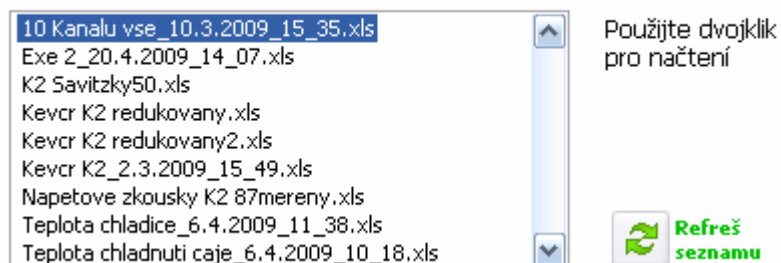 10 Kanalu vse_10.3.2009_15_35.xls
Exe 2_20.4.2009_14_07.xls
K2 Savitzky50.xls
Kevcr K2 redukovany.xls
Kevcr K2 redukovany2.xls
Kevcr K2_2.3.2009_15_49.xls
Napetove zkousky K2 87mereny.xls
Teplota chladice_6.4.2009_11_38.xls
Teplota chladnuti caje_6.4.2009_10_18.xls
Použijte dvojklik
pro načtení
Refreš
seznamu